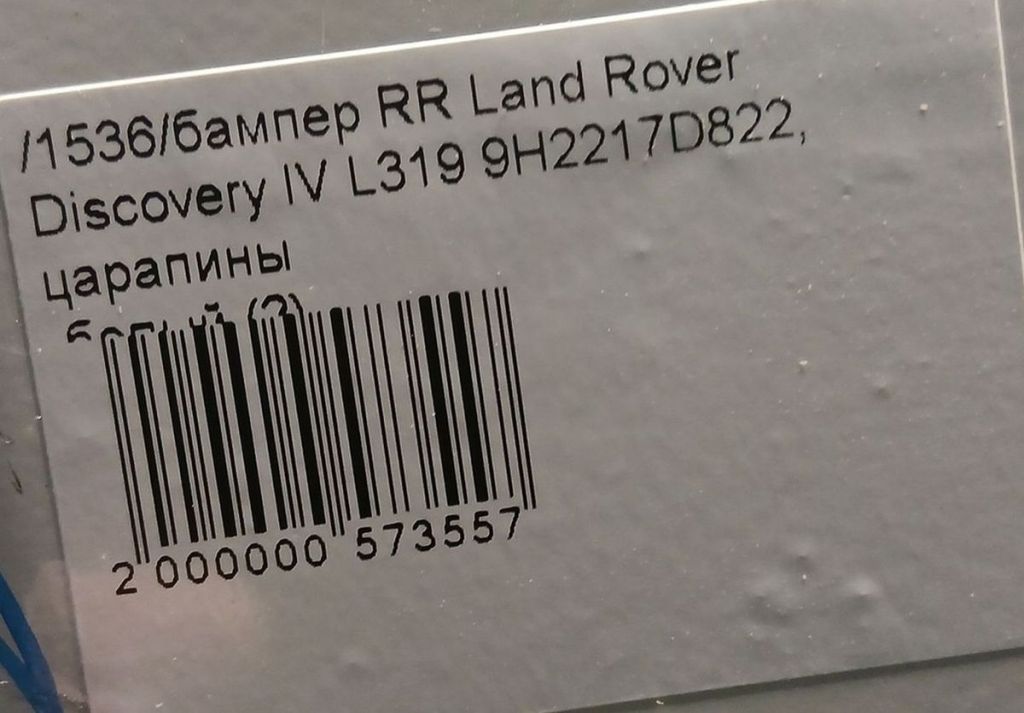 /1536/бампер RR Land Rover
Discovery IV L319 9H2217D822,
царапины
2 000000 573557